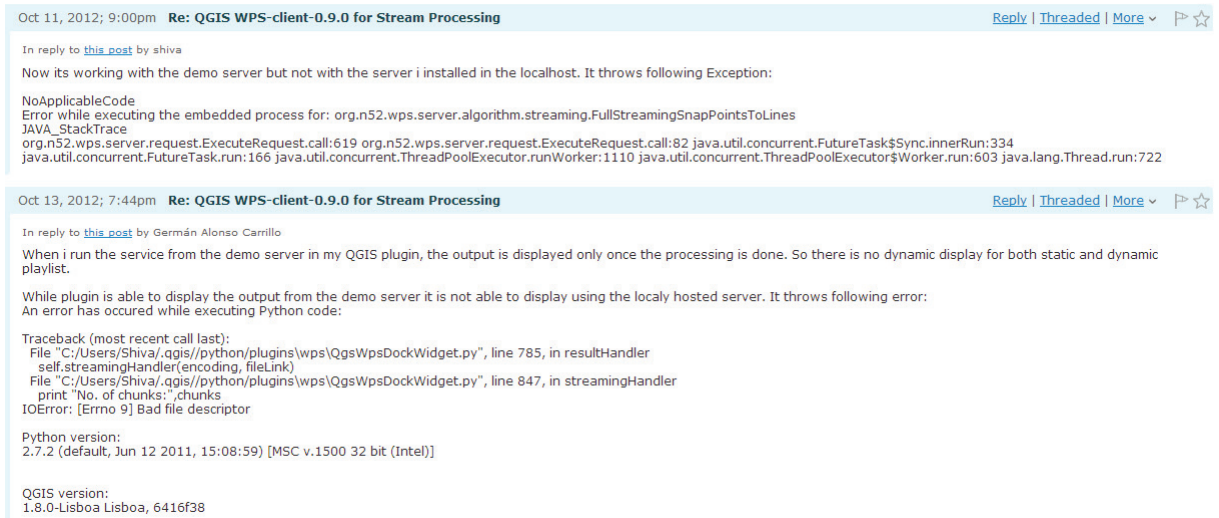 Oct 11, 2012; 9:00pm Re: QGIS WPS-client-0.9.0 for Stream Processing Reply | Threaded | More
In reply to this post by shiva
Now its working with the demo server but not with the server i installed in the localhost. It throws following Exception:
NoApplicableCode
Error while executing the embedded process for: org.n52.wps.server.algorithm.streaming.FullStreamingSnapPointsToLines
JAVA_StackTrace
org.n52.wps.server.request.ExecuteRequest.call:619 org.n52.wps.server.request.ExecuteRequest.call:82 java.util.concurrent.FutureTask$Sync.innerRun:334
java.util.concurrent.FutureTask.run:166 java.util.concurrent.ThreadPoolExecutor.runWorker:1110 java.util.concurrent.ThreadPoolExecutor$Worker.run:603 java.lang.Thread.run:722
Oct 13, 2012; 7:44pm Re: QGIS WPS-client-0.9.0 for Stream Processing Reply | Threaded | More
In reply to this post by Germán Alonso Carrillo
When i run the service from the demo server in my QGIS plugin, the output is displayed only once the processing is done. So there is no dynamic display for both static and dynamic
playlist.
While plugin is able to display the output from the demo server it is not able to display using the localy hosted server. It throws following error:
An error has occured while executing Python code:
Traceback (most recent call last):
File "C:/Users/Shiva/.qgis//python/plugins\wps\QgsWpsDockWidget.py", line 785, in resultHandler
self.streamingHandler(encoding, fileLink)
File "C:/Users/Shiva/.qgis//python/plugins\wps\QgsWpsDockWidget.py", line 847, in streamingHandler
print "No. of chunks:",chunks
IOError: [Errno 9] Bad file descriptor
Python version:
2.7.2 (default, Jun 12 2011, 15:08:59) [MSC v.1500 32 bit (Intel)]
QGIS version:
1.8.0-Lisboa Lisboa, 6416f38